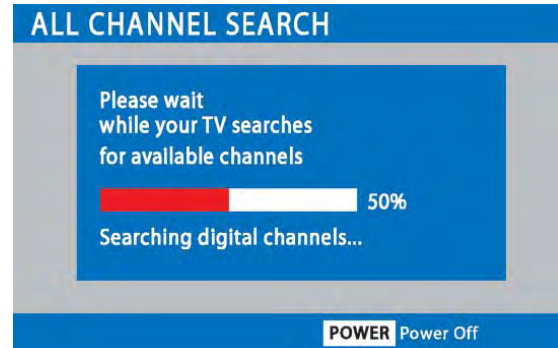 ALL CHANNEL SEARCH
Please wait
while your TV searches
for available channels
50%
Searching digital channels...
POWER Power Off